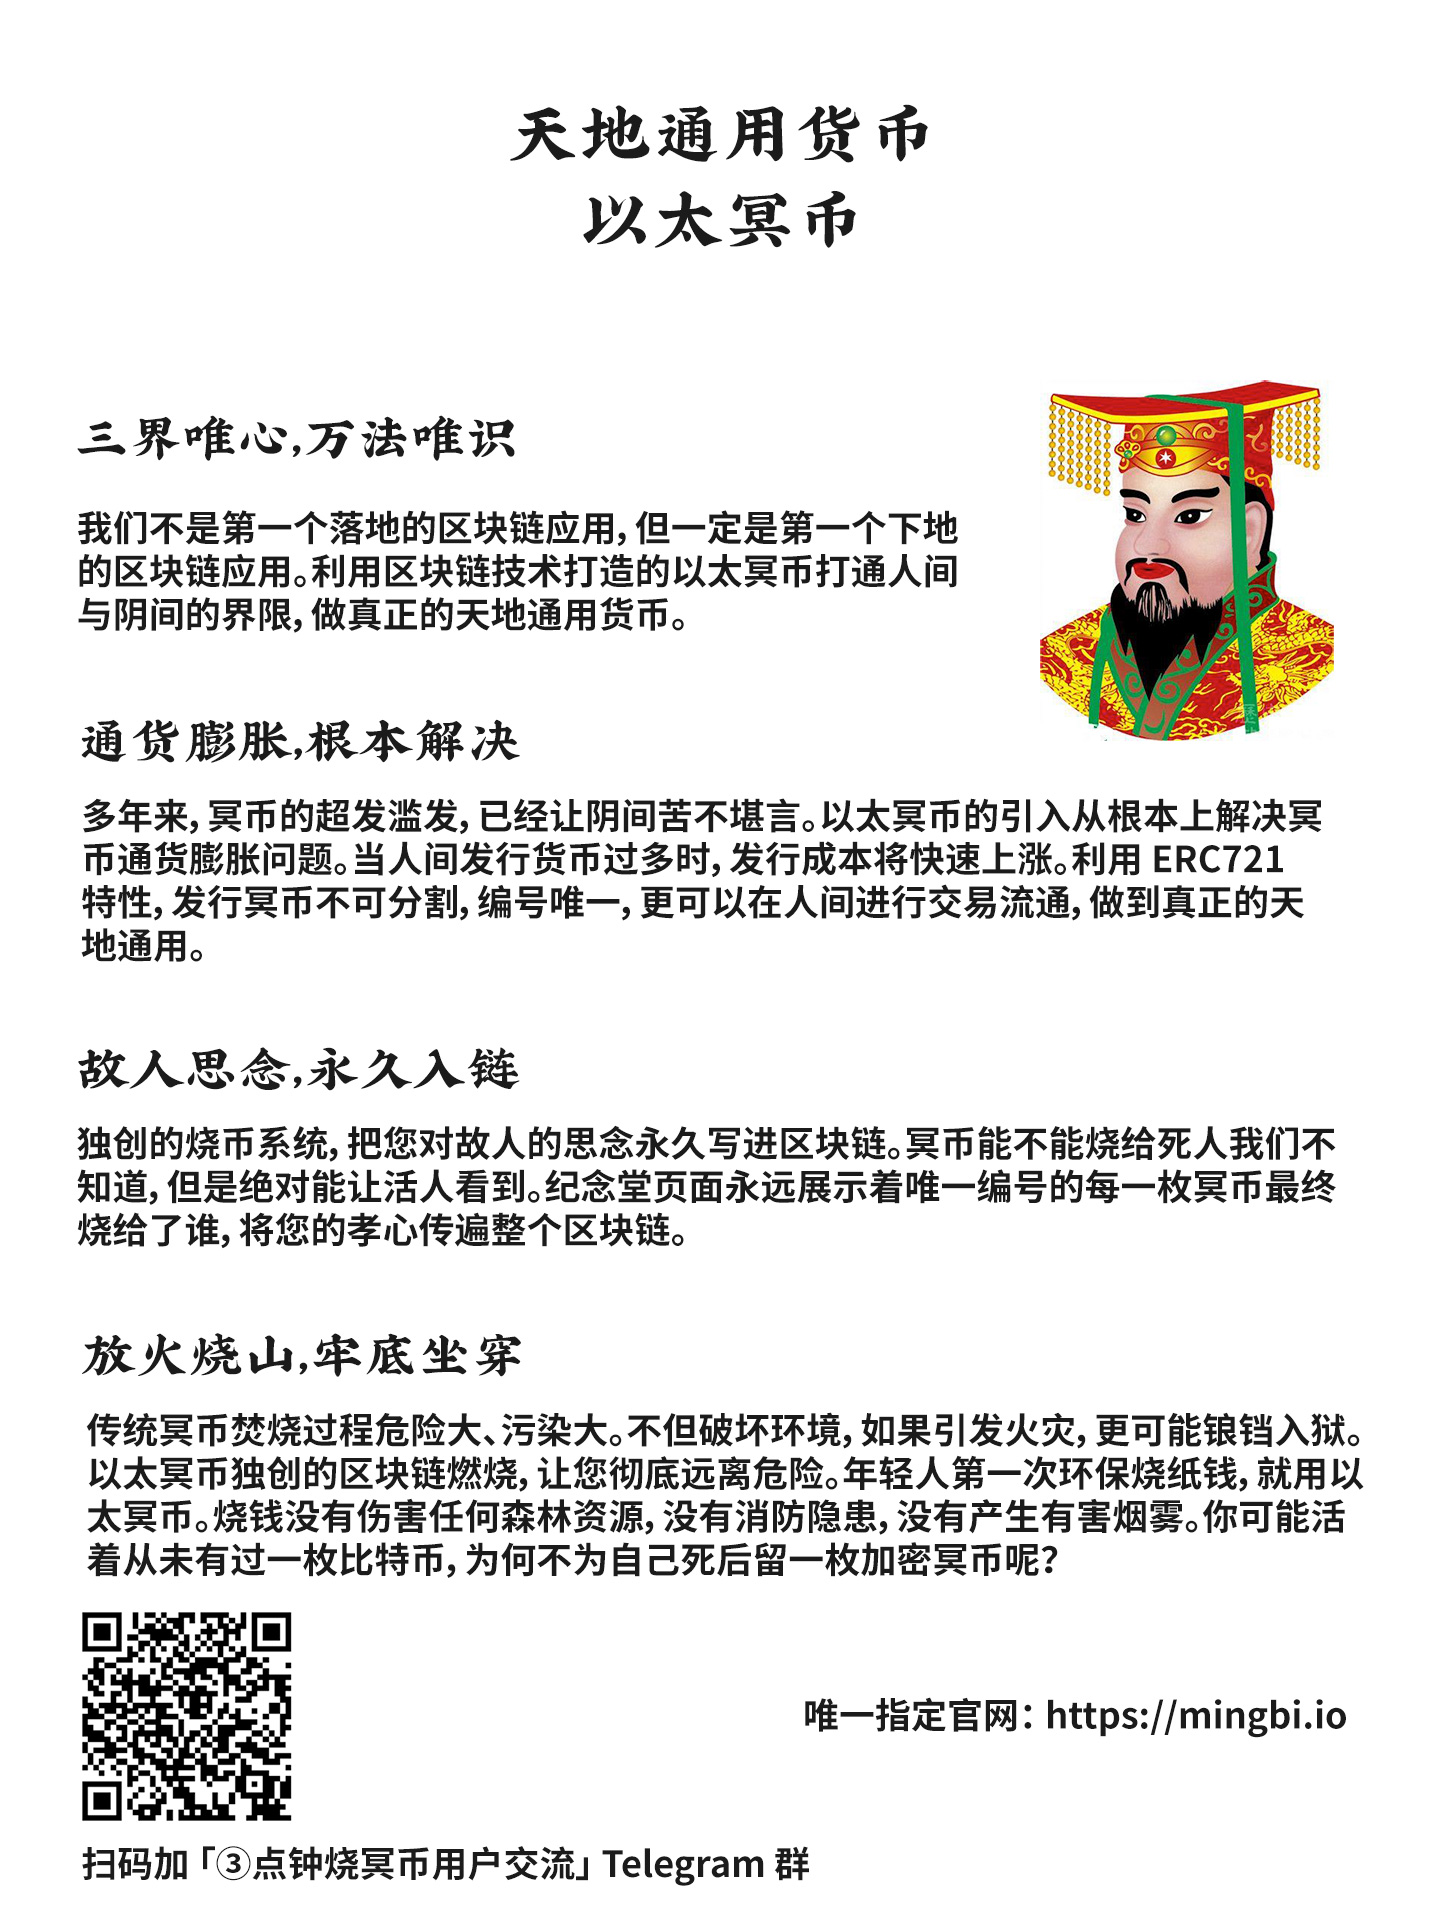 天地通用货币
以太冥币
三界唯心,万法唯识
我们不是第一个落地的区块链应用，但一定是第一个下地
的区块链应用。利用区块链技术打造的以太冥币打通人间
与阴间的界限，做真正的天地通用货币。
通货膨胀,根本解决
多年来，冥币的超发滥发，已经让阴间苦不堪言。以太冥币的引入从根本上解决冥
币通货膨胀问题。当人间发行货币过多时，发行成本将快速上涨。利用 ERC721
特性，发行冥币不可分割，编号唯一，更可以在人间进行交易流通，做到真正的天
地通用。
故人思念,永久入链
独创的烧币系统，把您对故人的思念永久写进区块链。冥币能不能烧给死人我们不
知道，但是绝对能让活人看到。纪念堂页面永远展示着唯一编号的每一枚冥币最终
烧给了谁，将您的孝心传遍整个区块链。
放火烧山,牢底坐穿
传统冥币焚烧过程危险大、污染大。不但破坏环境，如果引发火灾，更可能锒铛入狱。
以太冥币独创的区块链燃烧，让您彻底远离危险。年轻人第一次环保烧纸钱，就用以
太冥币。烧钱没有伤害任何森林资源，没有消防隐患，没有产生有害烟雾。你可能活
着从未有过一枚比特币，为何不为自己死后留一枚加密冥币呢？
唯一指定官网：https://mingbi.io
扫码加「③点钟烧冥币用户交流」Telegram 群